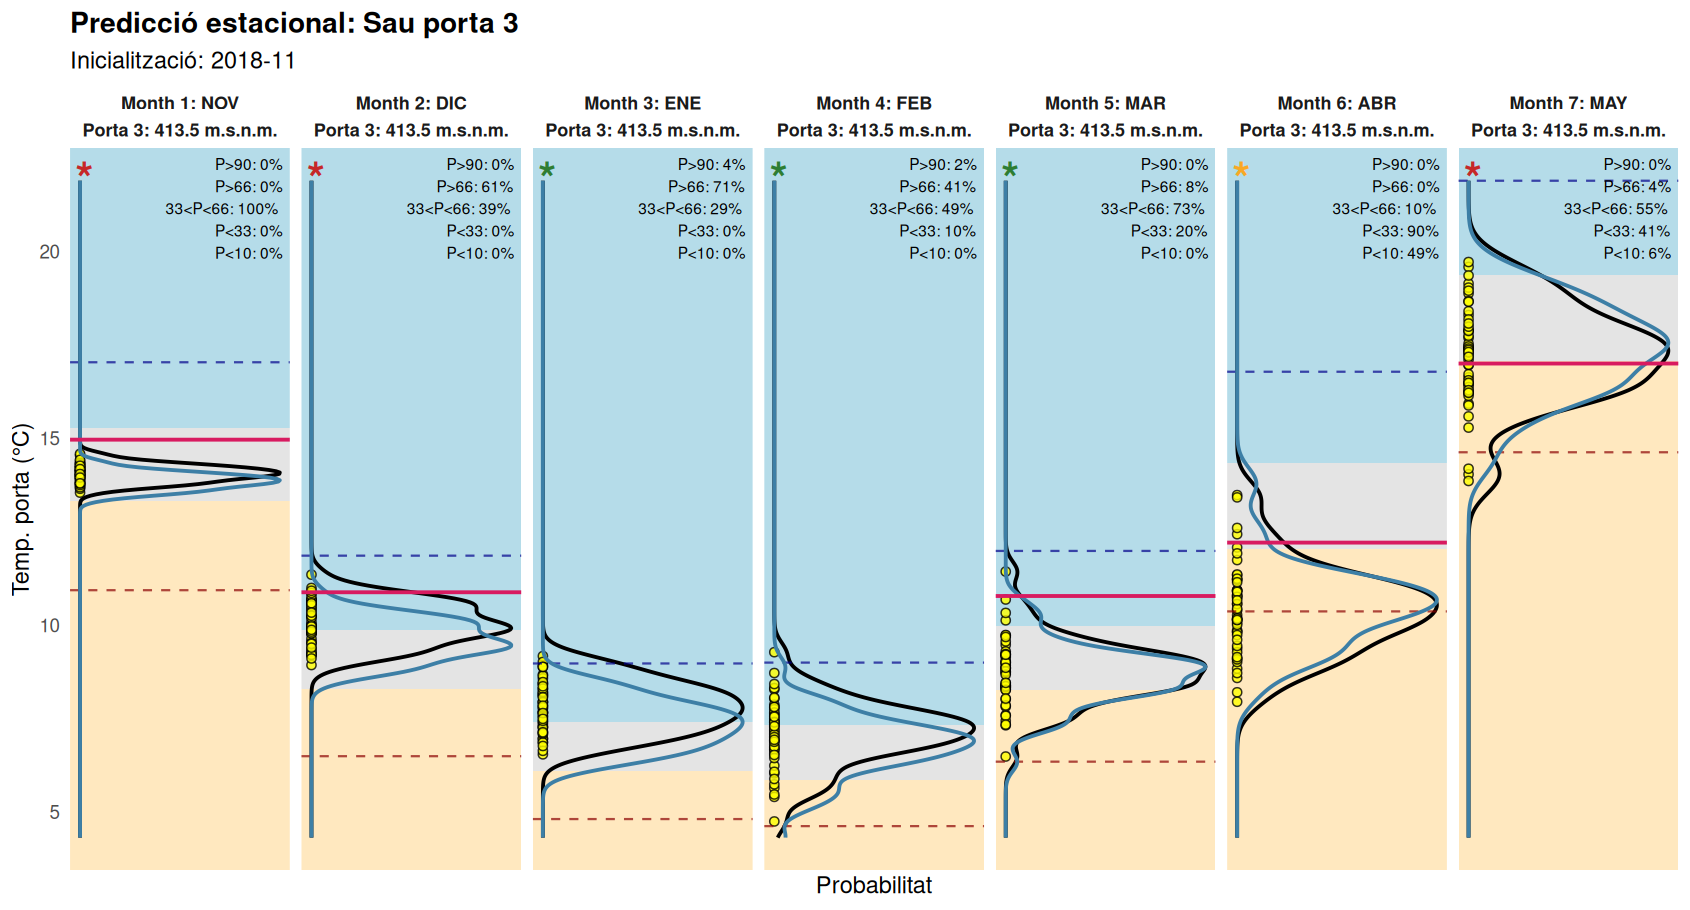 Predicció estacional: Sau porta 3
Inicialització: 2018-11
Month 1: NOV
Porta 3: 413.5 m.s.n.m.
Month 2: DIC
Porta 3: 413.5 m.s.n.m.
Month 3: ENE
Porta 3: 413.5 m.s.n.m.
Month 4: FEB
Porta 3: 413.5 m.s.n.m.
Month 5: MAR
Porta 3: 413.5 m.s.n.m.
Month 6: ABR
Porta 3: 413.5 m.s.n.m.
Month 7: MAY
Porta 3: 413.5 m.s.n.m.
*
P>90: 0%
P>66: 0%
33<P<66: 100%
P<33: 0%
P<10: 0%
*
P>90: 0%
P>66: 61%
33<P<66: 39%
P<33: 0%
P<10: 0%
*
P>90: 4%
P>66: 71%
33<P<66: 29%
P<33: 0%
P<10: 0%
*
P>90: 2%
P>66: 41%
33<P<66: 49%
P<33: 10%
P<10: 0%
*
P>90: 0%
P>66: 8%
33<P<66: 73%
P<33: 20%
P<10: 0%
*
P>90: 0%
P>66: 0%
33<P<66: 10%
P<33: 90%
P<10: 49%
*
P>90: 0%
P>66: 4%
33<P<66: 55%
P<33: 41%
P<10: 6%
20
15
10
5
Temp. porta (°C)
Probabilitat